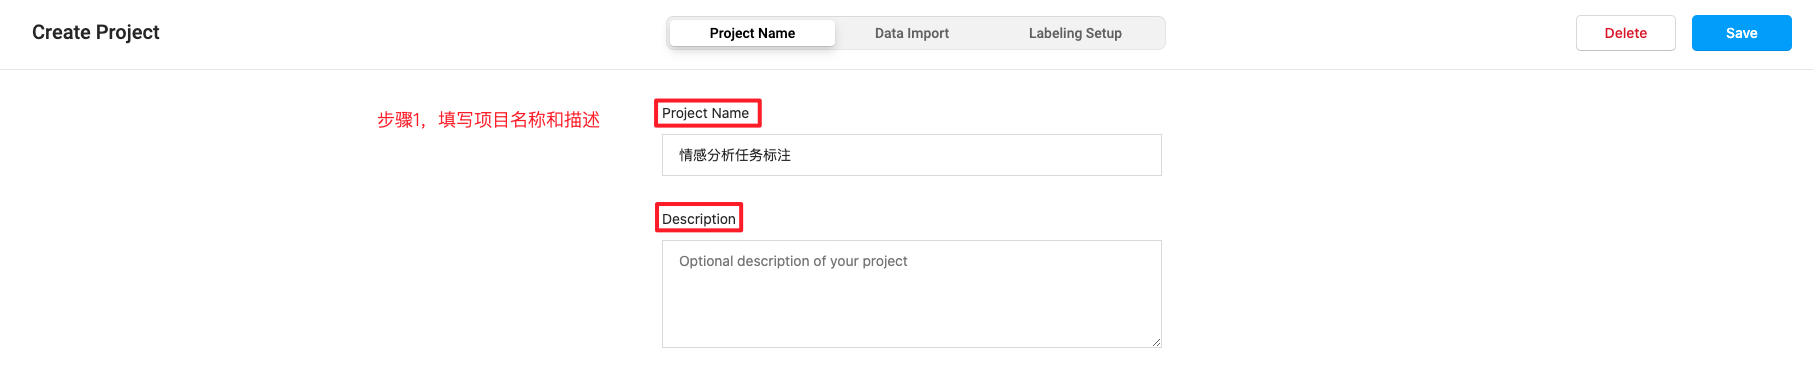 Create Project
Project Name
Data Import
Labeling Setup
Delete
Save
步骤1，填写项目名称和描述
Project Name
情感分析任务标注
Description
Optional description of your project